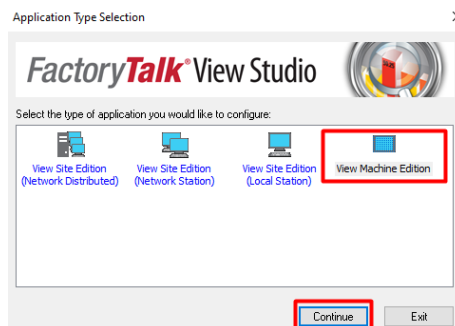 Application Type Selection
FactoryTalk View Studio
Select the type of application you would like to configure:
View Site Edition
(Network Distributed)
View Site Edition
(Network Station)
View Site Edition
(Local Station)
View Machine Edition
Continue
Exit